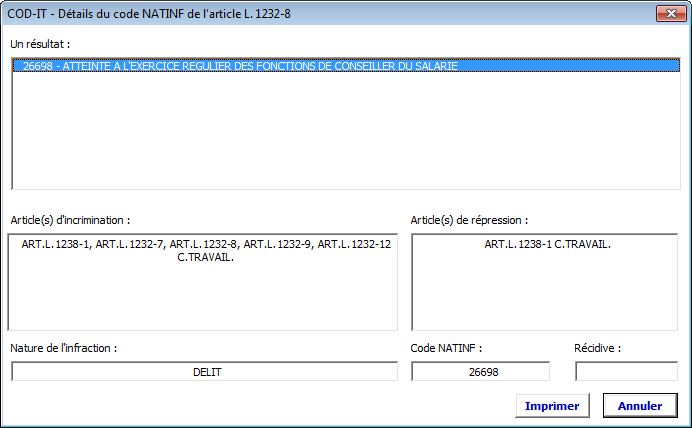 COD-IT - Détails du code NATINF de l'article L. 1232-8
Un résultat :
26698 - ATTEINTE A L'EXERCICE REGULIER DES FONCTIONS DE CONSEILLER DU SALARIE
Article(s) d'incrimination :
ART.L.1238-1, ART.L.1232-7, ART.L.1232-8, ART.L.1232-9, ART.L.1232-12
C.TRAVAIL.
Article(s) de répression :
ART.L.1238-1 C.TRAVAIL.
Nature de l'infraction :
DELIT
Code NATINF :
26698
Récidive :
Imprimer
Annuler